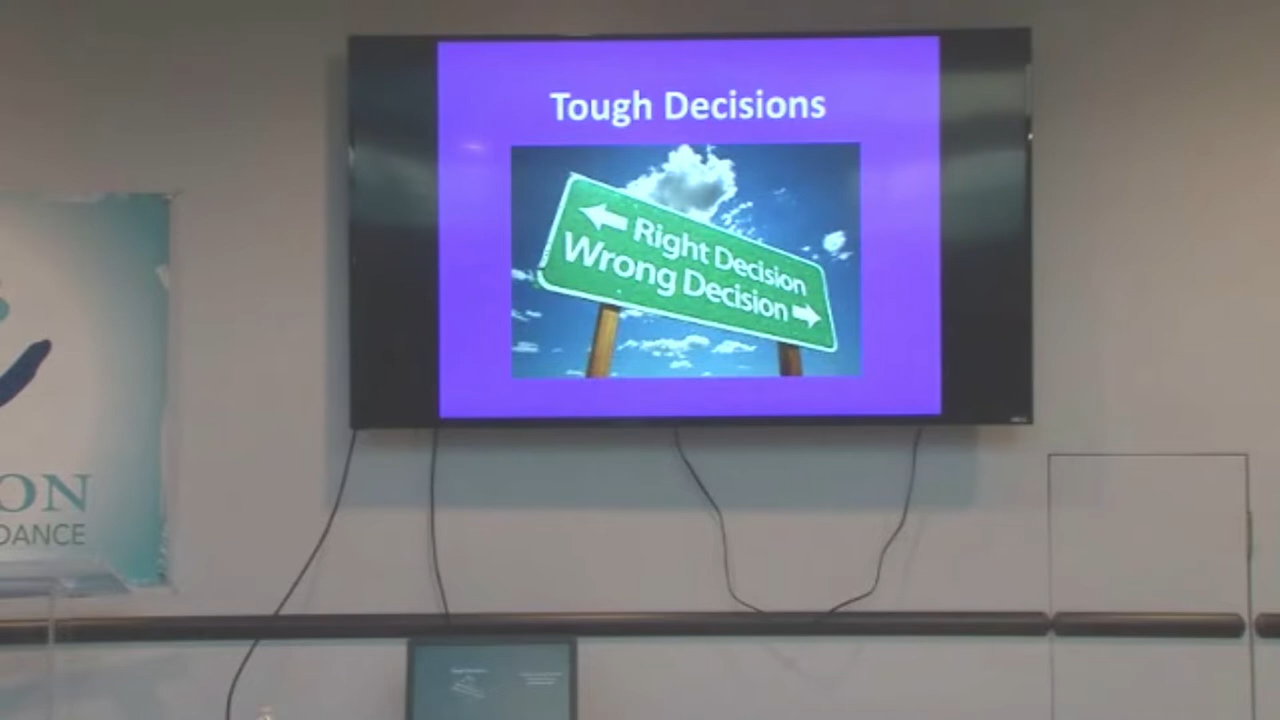 Tough Decisions
Right Decision
Wrong Decision
ON
DANCE